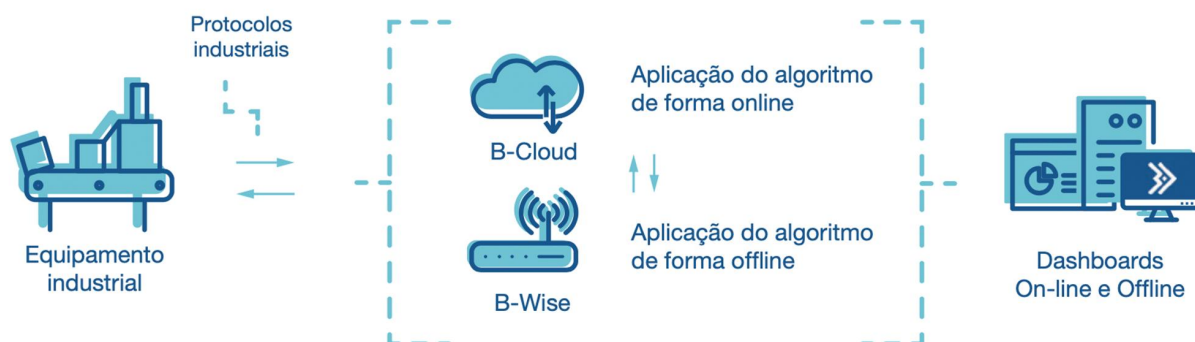 Protocolos
industriais
Equipamento
industrial
B-Cloud
Aplicação do algoritmo
de forma online
B-Wise
Aplicação do algoritmo
de forma offline
Dashboards
On-line e Offline